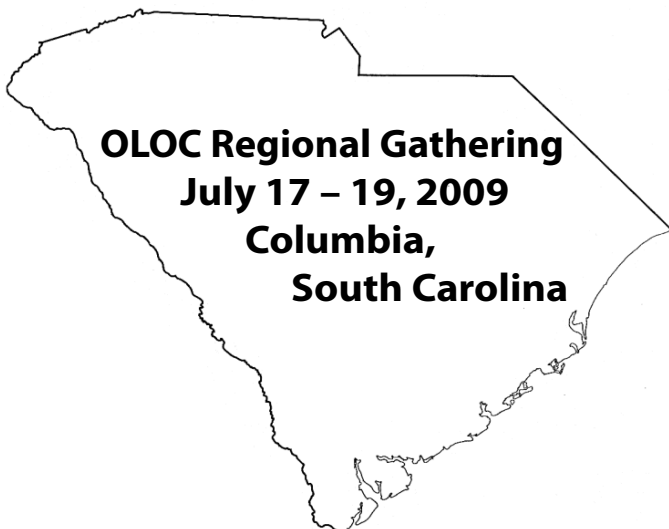 OLOC Regional Gathering
July 17 – 19, 2009
Columbia,
South Carolina